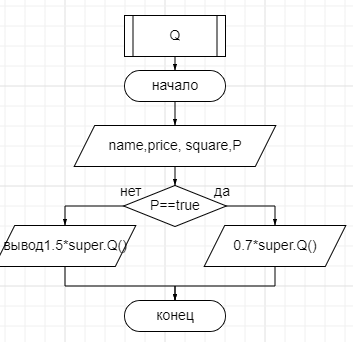 Q
начало
name,price, square,P
нет
да
P==true
вывод1.5*super.Q()
0.7*super.Q()
конец